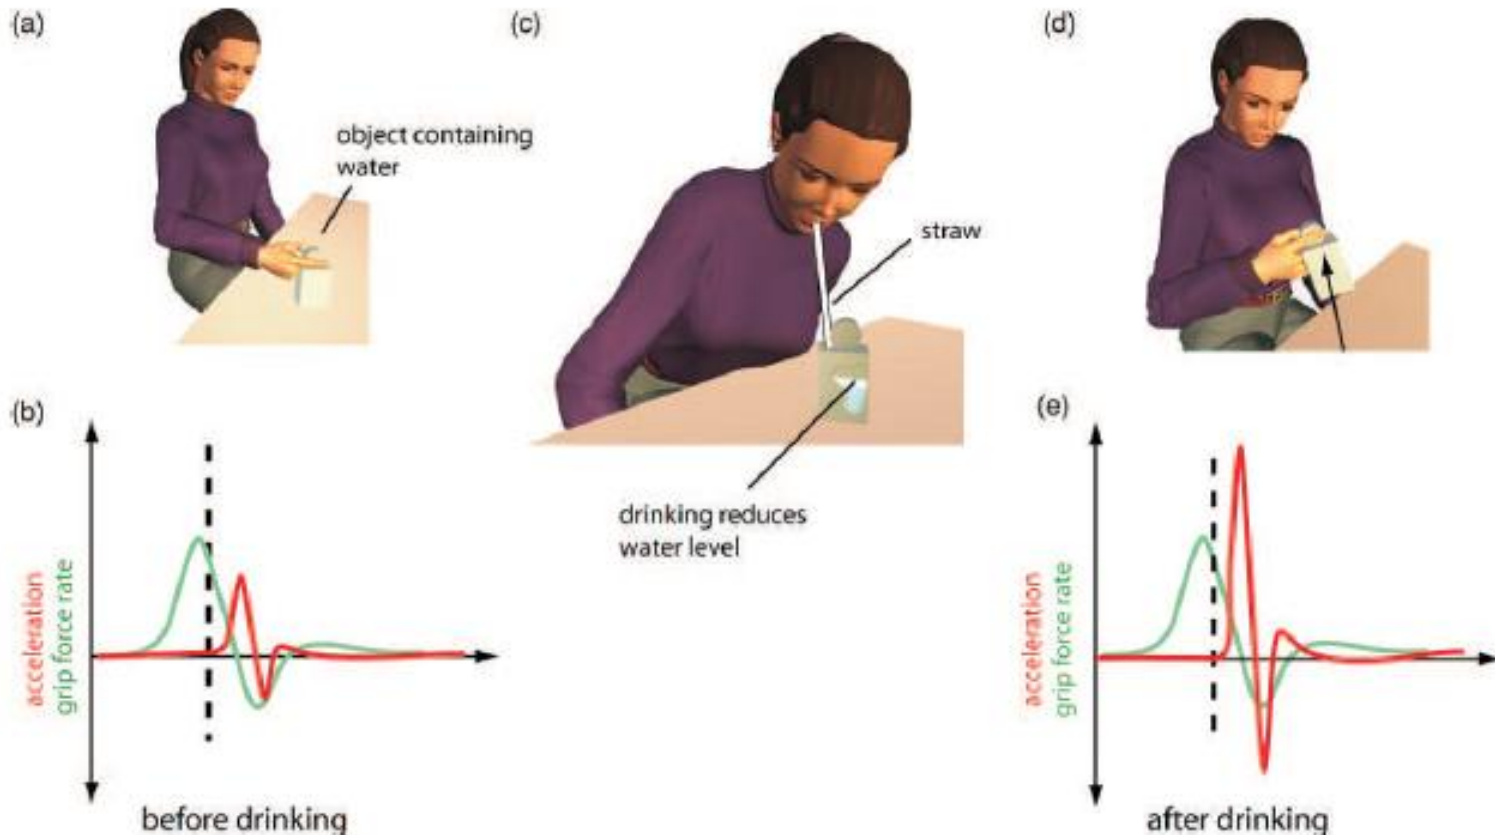 (a)
object containing
water
(c)
straw
drinking reduces
water level
(d)
(b)
acceleration
grip force rate
before drinking
(e)
acceleration
grip force rate
after drinking